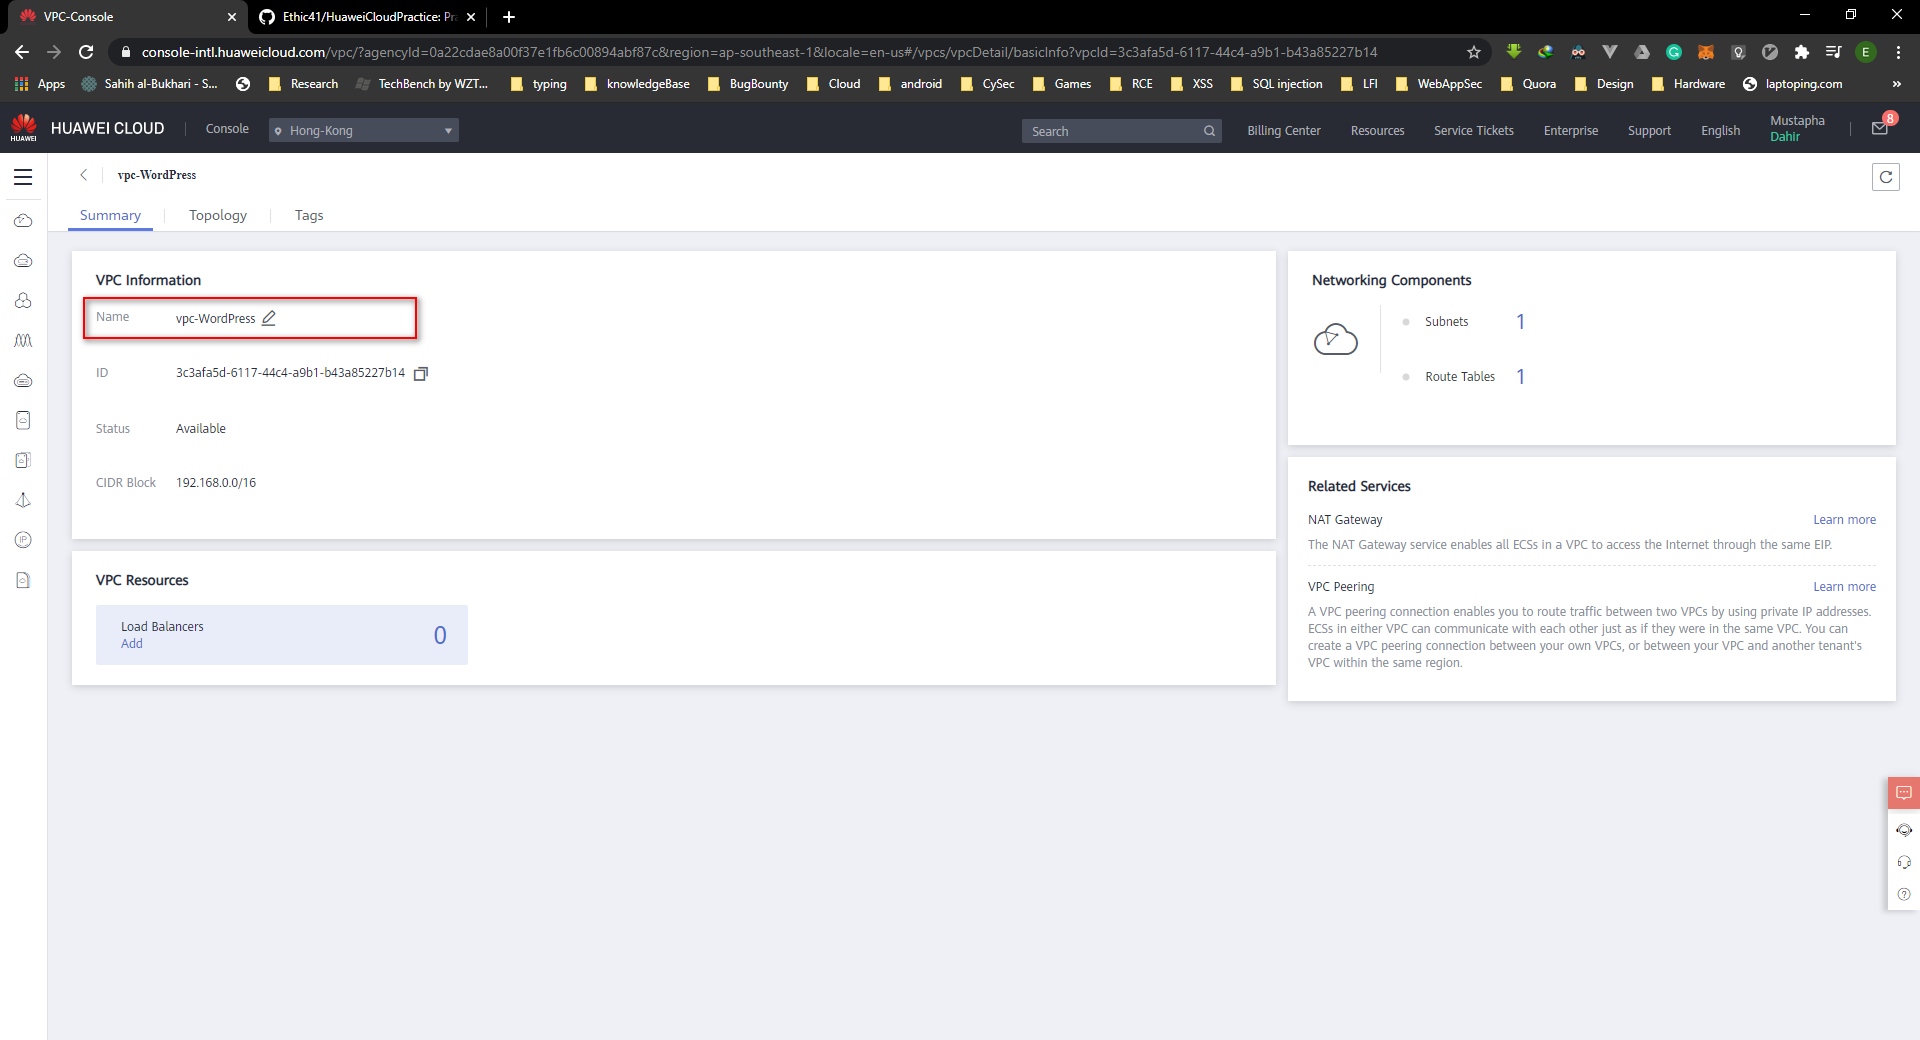 VPC-Console
Ethic41/HuaweiCloudPractice: Pra
console-intl.huaweicloud.com/vpc/?agencyId=0a22cdae8a00f37e1fb6c00894abf87c&region=ap-southeast-1&locale=en-us#/vpcs/vpcDetail/basicInfo?vpcId=3c3afa5d-6117-44c4-a9b1-b43a85227b14
E
Apps Sahih al-Bukhari - S... Research TechBench by WZT... typing knowledgeBase BugBounty Cloud android CySec Games RCE XSS SQL injection LFI WebAppSec Quora Design Hardware laptoping.com »
HUAWEI HUAWEI CLOUD Console Hong-Kong Search Billing Center Resources Service Tickets Enterprise Support English Mustapha Dahir 8
vpc-WordPress
Summary Topology Tags
VPC Information
Name vpc-WordPress
ID 3c3afa5d-6117-44c4-a9b1-b43a85227b14
Status Available
CIDR Block 192.168.0.0/16
VPC Resources
Load Balancers 0
Add
Networking Components
Subnets 1
Route Tables 1
Related Services
NAT Gateway Learn more
The NAT Gateway service enables all ECSs in a VPC to access the Internet through the same EIP.
VPC Peering Learn more
A VPC peering connection enables you to route traffic between two VPCs by using private IP addresses.
ECSs in either VPC can communicate with each other just as if they were in the same VPC. You can
create a VPC peering connection between your own VPCs, or between your VPC and another tenant's
VPC within the same region.
IP